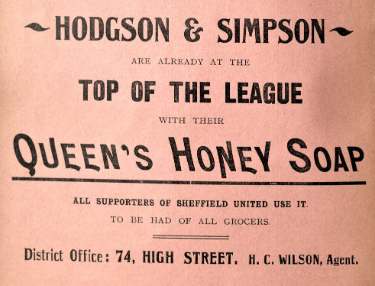 HODGSON & SIMPSON
ARE ALREADY AT THE
TOP OF THE LEAGUE
WITH THEIR
QUEEN'S HONEY SOAP
ALL SUPPORTERS OF SHEFFIELD UNITED USE IT.
TO BE HAD OF ALL GROCERS.
District Office: 74, HIGH STREET. H. C. WILSON, Agent.